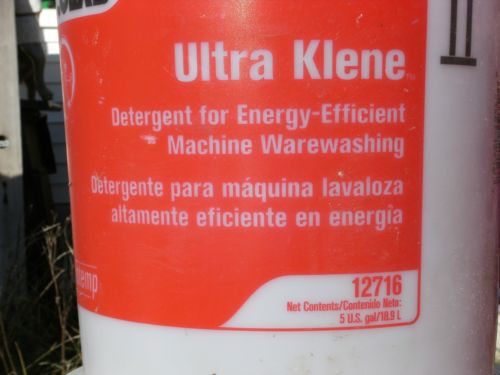 Ultra Klene
Detergent for Energy-Efficient
Machine Warewashing
Detergente para máquina lavaloza
altamente eficiente en energía
12716
Net Contents/Contenido Neto:
5 U.S. gal/18.9 L